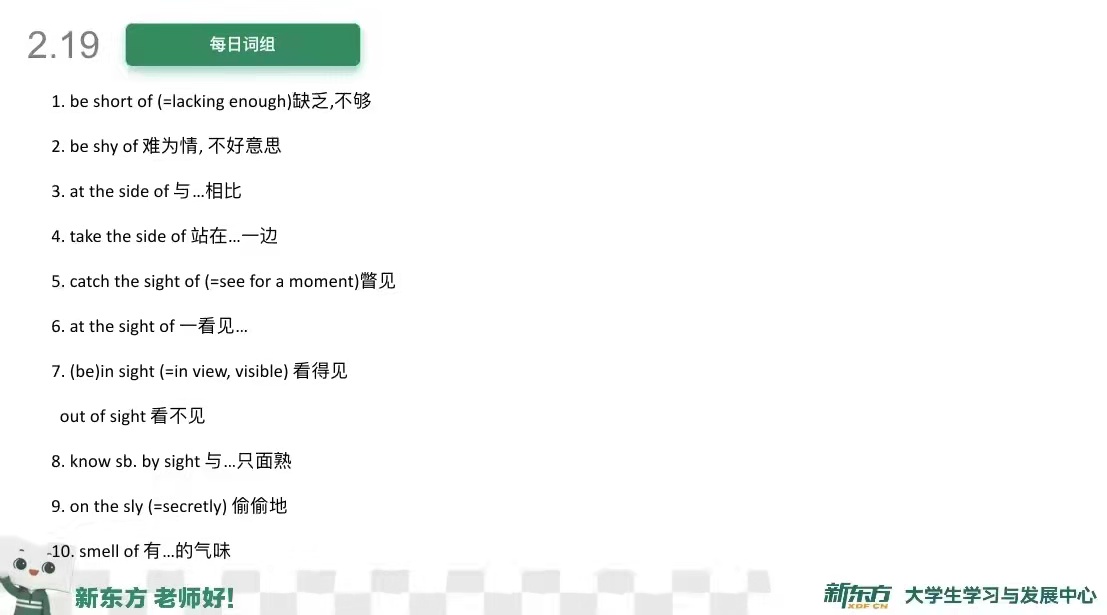 2.19
每日词组
1. be short of (=lacking enough)缺乏,不够
2. be shy of 难为情, 不好意思
3. at the side of 与…相比
4. take the side of 站在…一边
5. catch the sight of (=see for a moment)瞥见
6. at the sight of 一看见…
7. (be)in sight (=in view, visible) 看得见
out of sight 看不见
8. know sb. by sight 与…只面熟
9. on the sly (=secretly) 偷偷地
10. smell of 有…的气味
新东方 老师好!
新东方 大学生学习与发展中心
XDF.CN